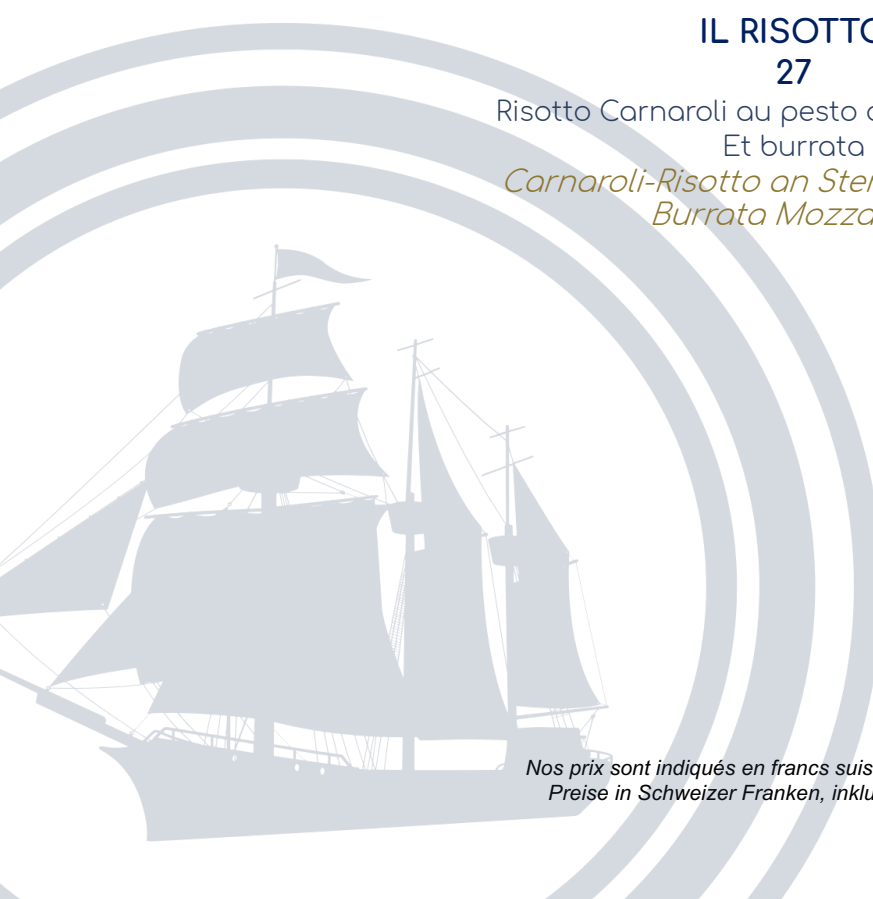 IL RISOTTO
27
Risotto Carnaroli au pesto
Et burrata
Carnaroli-Risotto an
Burrata
Nos prix sont indiqués en francs
Preise in Schweizer Franken,